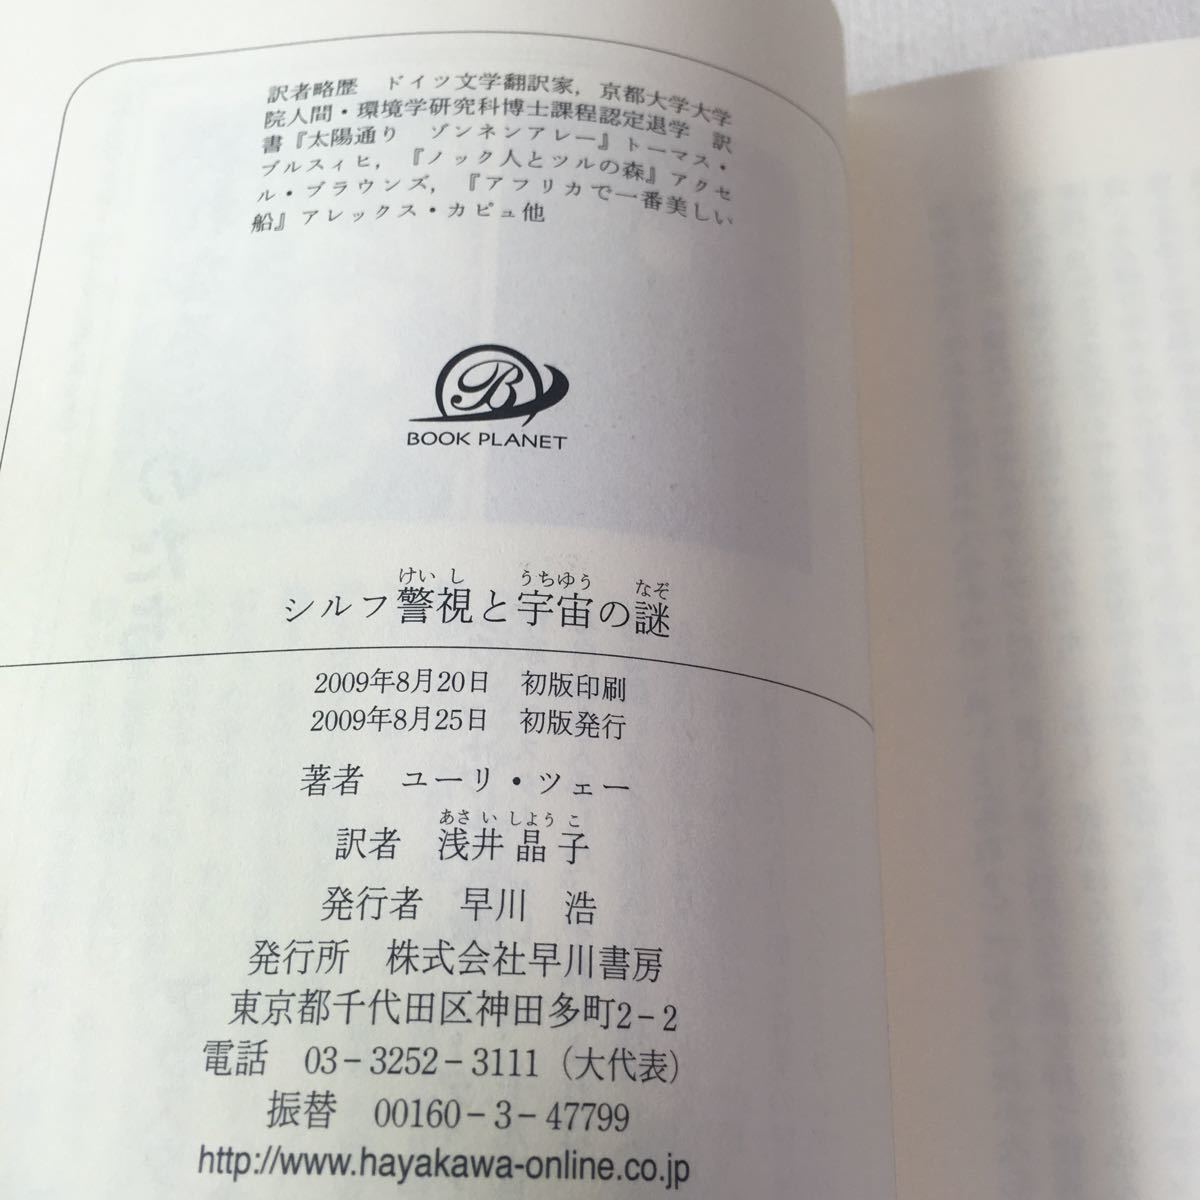 訳者略歴　ドイツ文学翻訳家，京都大学大学
院人間・環境学研究科博士課程認定退学　訳
書『太陽通り　ゾンネンアレー』トーマス・
ブルスィヒ，『ノック人とツルの森』アクセ
ル・ブラウンズ，『アフリカで一番美しい
船』アレックス・カピュ他
B
BOOK PLANET
けいし　うちゆう　なぞ
シルフ警視と宇宙の謎
2009年8月20日　初版印刷
2009年8月25日　初版発行
著者　ユーリ・ツェー
あさ い しよう こ
訳者　浅井晶子
発行者　早川　浩
発行所　株式会社早川書房
東京都千代田区神田多町2−2
電話　03−3252−3111（大代表）
振替　00160−3−47799
http://www.hayakawa-online.co.jp